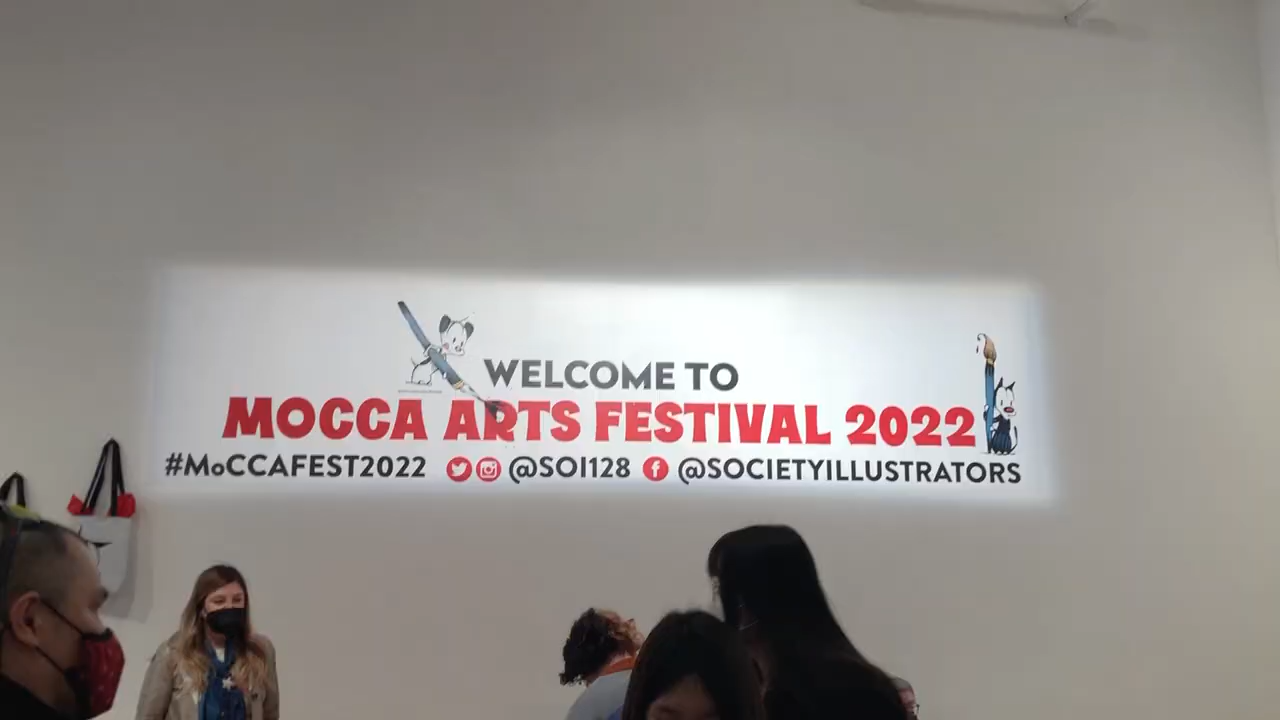 WELCOME TO
MOCCA ARTS FESTIVAL 2022
#MoCCAFEST2022 @SOI128 @SOCIETYILLUSTRATORS